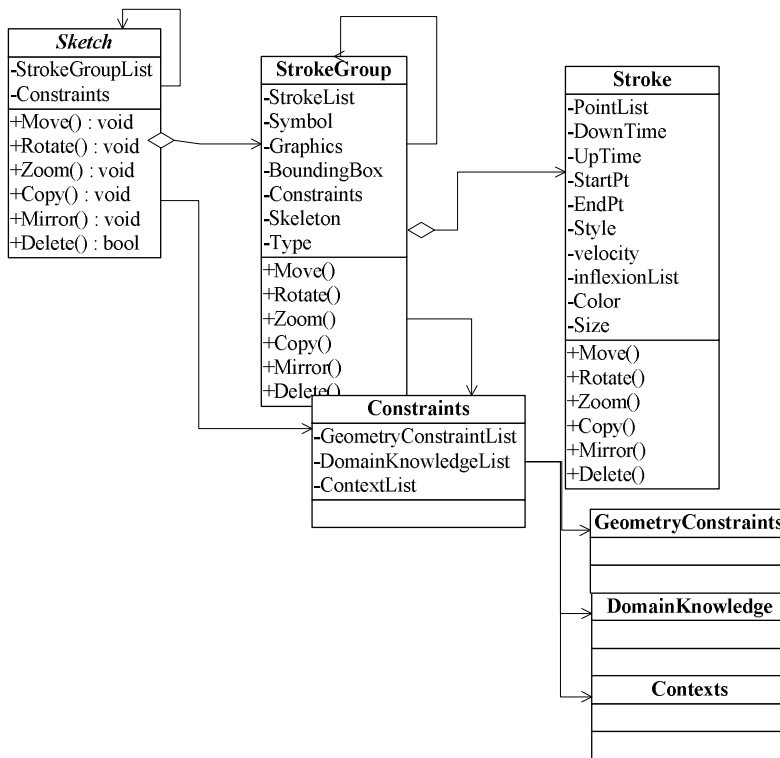 Sketch
-StrokeGroupList
-Constraints
+Move() : void
+Rotate() : void
+Zoom() : void
+Copy() : void
+Mirror() : void
+Delete() : bool
StrokeGroup
-StrokeList
-Symbol
-Graphics
-BoundingBox
-Constraints
-Skeleton
-Type
+Move()
+Rotate()
+Zoom()
+Copy()
+Mirror()
+Delete()
Stroke
-PointList
-DownTime
-UpTime
-StartPt
-EndPt
-Style
-velocity
-inflexionList
-Color
-Size
+Move()
+Rotate()
+Zoom()
+Copy()
+Mirror()
+Delete()
Constraints
-GeometryConstraintList
-DomainKnowledgeList
-ContextList
GeometryConstraints
DomainKnowledge
Contexts